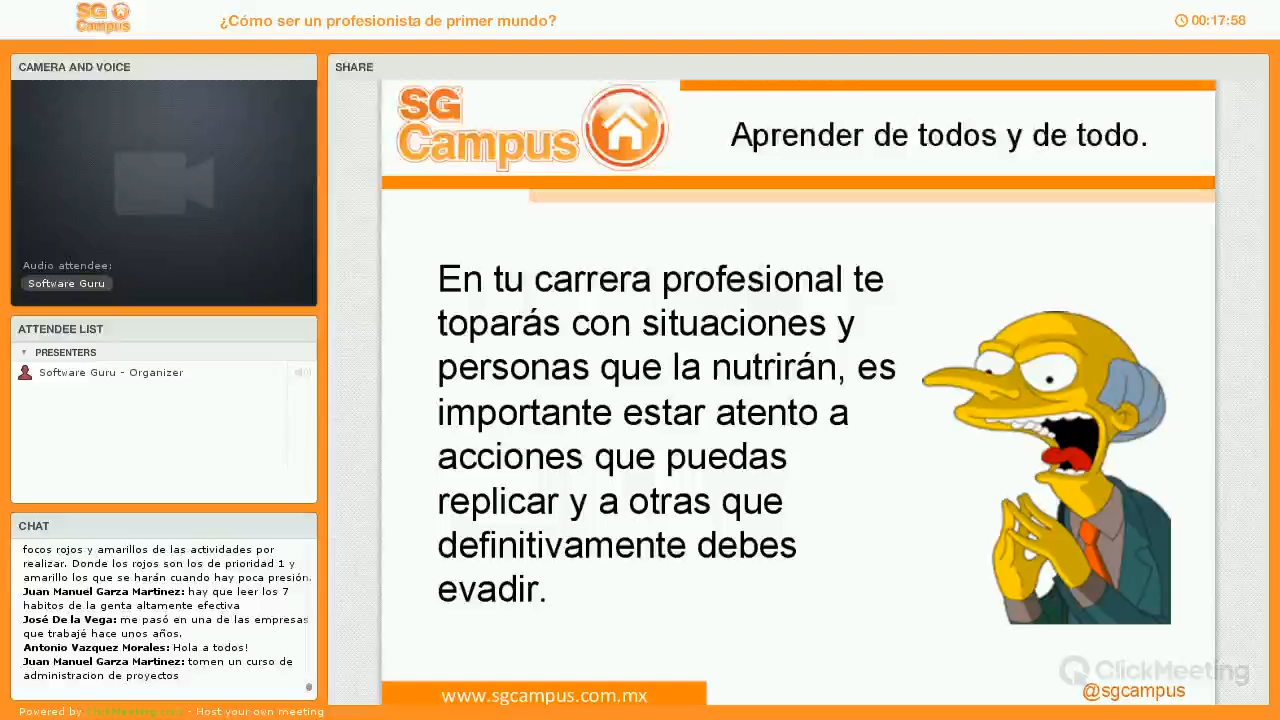 SG
Campus
¿Cómo ser un profesionista de primer mundo?
00:17:58
CAMERA AND VOICE
Audio attendee:
Software Guru
ATTENDEE LIST
PRESENTERS
Software Guru - Organizer
CHAT
focos rojos y amarillos de las actividades por
realizar. Donde los rojos son los de prioridad 1 y
amarillo los que se harán cuando hay poca presión.
Juan Manuel Garza Martinez: hay que leer los 7
habitos de la genta altamente efectiva
José De la Vega: me pasó en una de las empresas
que trabajé hace unos años.
Antonio Vazquez Morales: Hola a todos!
Juan Manuel Garza Martinez: tomen un curso de
administracion de proyectos
Powered by ClickMeeting.com - Host your own meeting
SHARE
SG
Campus
Aprender de todos y de todo.
En tu carrera profesional te
toparás con situaciones y
personas que la nutrirán, es
importante estar atento a
acciones que puedas
replicar y a otras que
definitivamente debes
evadir.
ClickMeeting
www.sgcampus.com.mx
@sgcampus